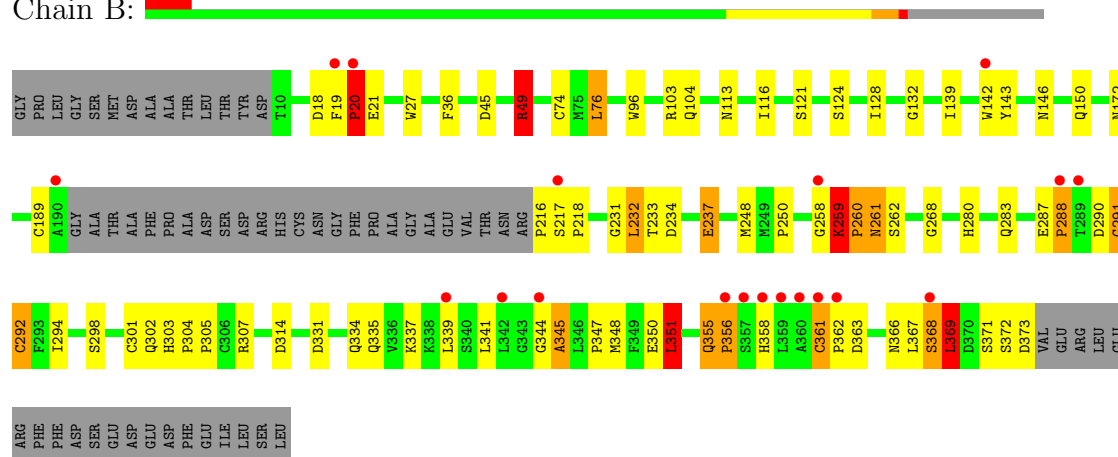 Chain B:
GLY PRO LEU GLY SER MET ASP ALA ALA THR LEU THR TYR ASP T10 D18 F19 P20 E21 W27 F36 D45 R49 C74 M75 L76 W96 R103 Q104 N113 I116 S121 S124 I128 G132 I139 W142 Y143 N146 Q150
C189 A190 GLY ALA THR ALA PHE PRO ALA ASP SER ASP ARG HIS CYS ASN GLY PHE PRO ALA GLY ALA GLU VAL THR ASN ARG P216 S217 P218 G231 L232 T233 D234 E237 M248 M249 P250 G258 K259 P260 N261 S262 G268 H280 Q283 E287 P288 T289 D290
C292 F293 I294 S298 C301 Q302 H303 P304 P305 C306 R307 D314 D331 Q334 Q335 V336 K337 K338 L339 S340 L341 L342 G343 G344 A345 L346 P347 M348 F349 E350 L351 Q355 P356 S357 H358 L359 A360 C361 P362 D363 N366 L367 S368 L369 D370 S371 S372 D373 VAL GLU ARG LEU
ARG PHE PHE ASP SER GLU ASP GLU ASP PHE GLU ILE LEU SER LEU